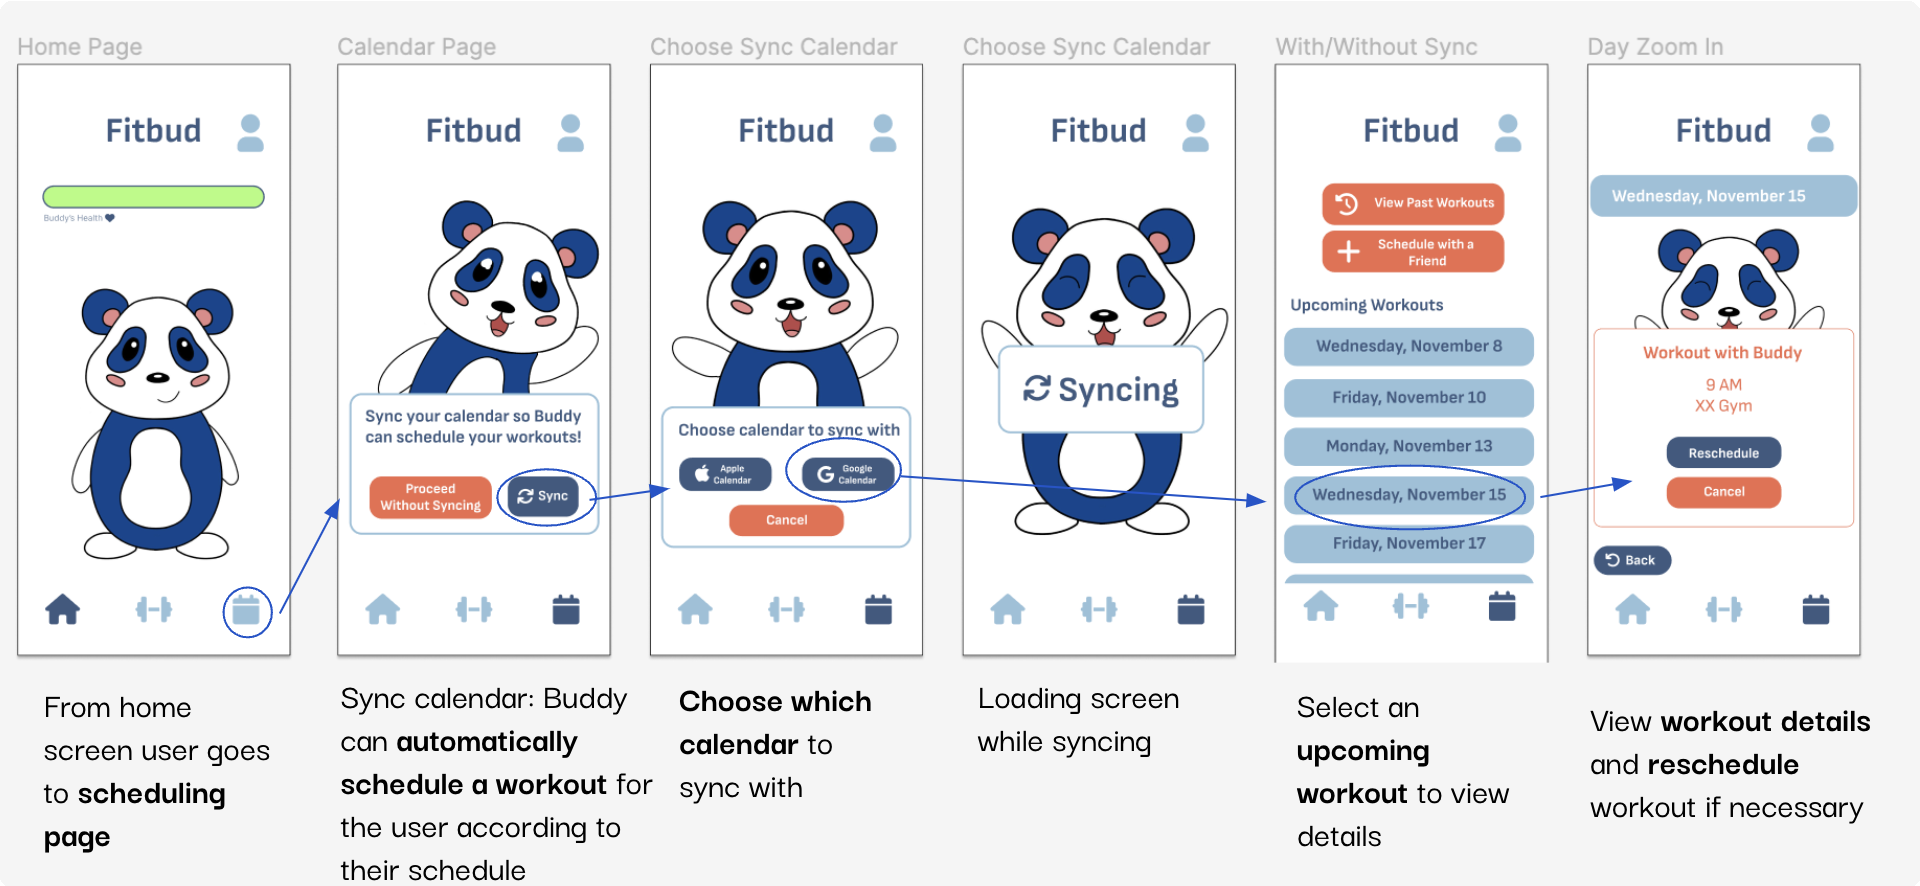 Home Page
Fitbud
Buddy's Health
From home
screen user goes
to scheduling
page
Calendar Page
Fitbud
Sync your calendar so Buddy
can schedule your workouts!
Proceed
Without Syncing
Sync
Sync calendar: Buddy
can automatically
schedule a workout for
the user according to
their schedule
Choose Sync Calendar
Fitbud
Choose calendar to sync with
Apple
Calendar
Google
Calendar
Cancel
Choose which
calendar to
sync with
Choose Sync Calendar
Fitbud
Syncing
Loading screen
while syncing
With/Without Sync
Fitbud
View Past Workouts
Schedule with a
Friend
Upcoming Workouts
Wednesday, November 8
Friday, November 10
Monday, November 13
Wednesday, November 15
Friday, November 17
Select an
upcoming
workout to view
details
Day Zoom In
Fitbud
Wednesday, November 15
Workout with Buddy
9 AM
XX Gym
Reschedule
Cancel
Back
View workout details
and reschedule
workout if necessary